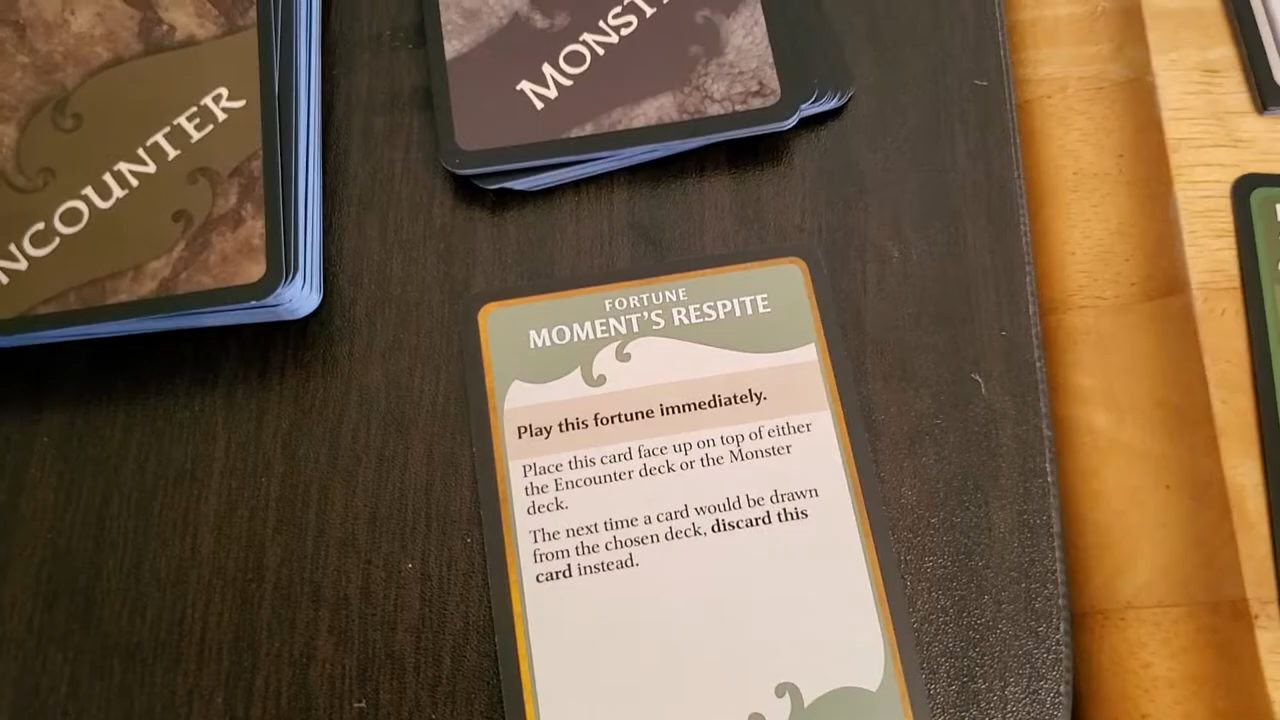 NCOUNTER
MONST
FORTUNE
MOMENT'S RESPITE
Play this fortune immediately.
Place this card face up on top of either
the Encounter deck or the Monster
deck.
The next time a card would be drawn
from the chosen deck, discard this
card instead.